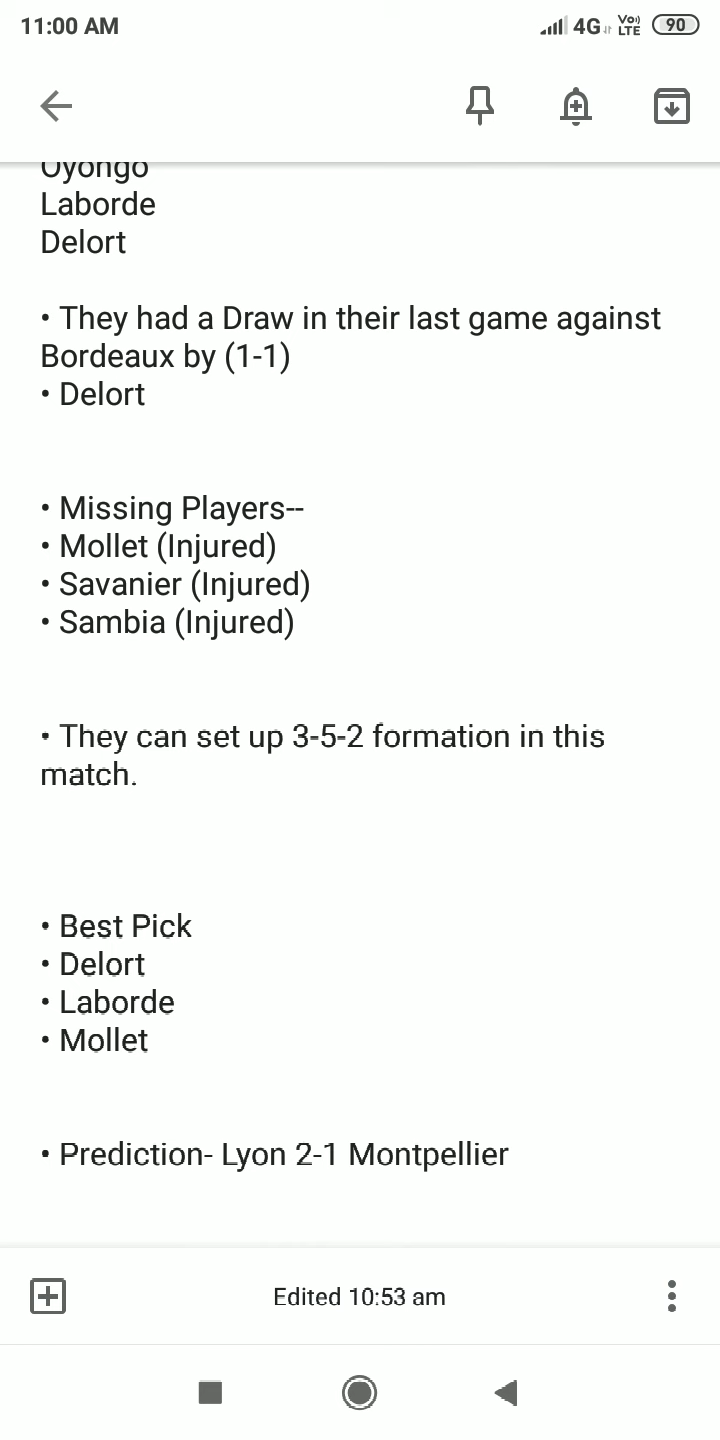 11:00 AM
4G
Vo)
LTE
90
Oyongo
Laborde
Delort
• They had a Draw in their last game against
Bordeaux by (1-1)
• Delort
• Missing Players--
• Mollet (Injured)
• Savanier (Injured)
• Sambia (Injured)
• They can set up 3-5-2 formation in this
match.
• Best Pick
• Delort
• Laborde
• Mollet
• Prediction- Lyon 2-1 Montpellier
Edited 10:53 am